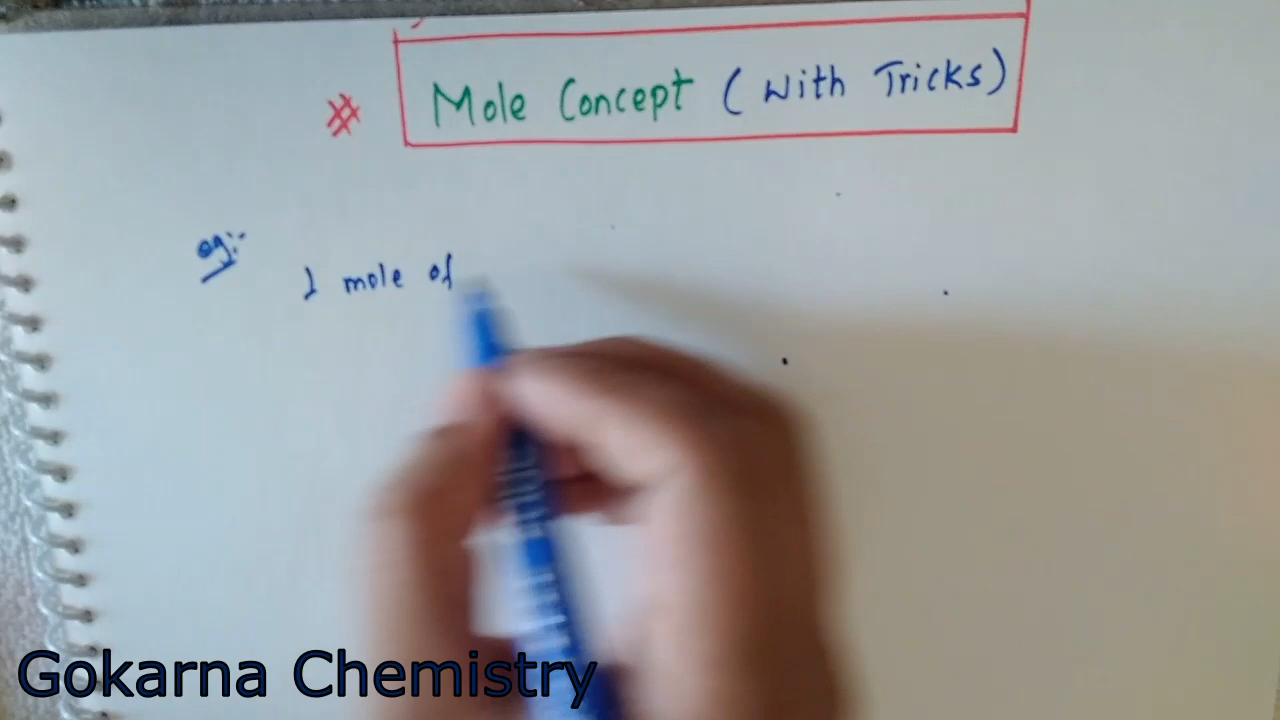 # Mole Concept (With Tricks)
eg:-
1 mole of
Gokarna Chemistry